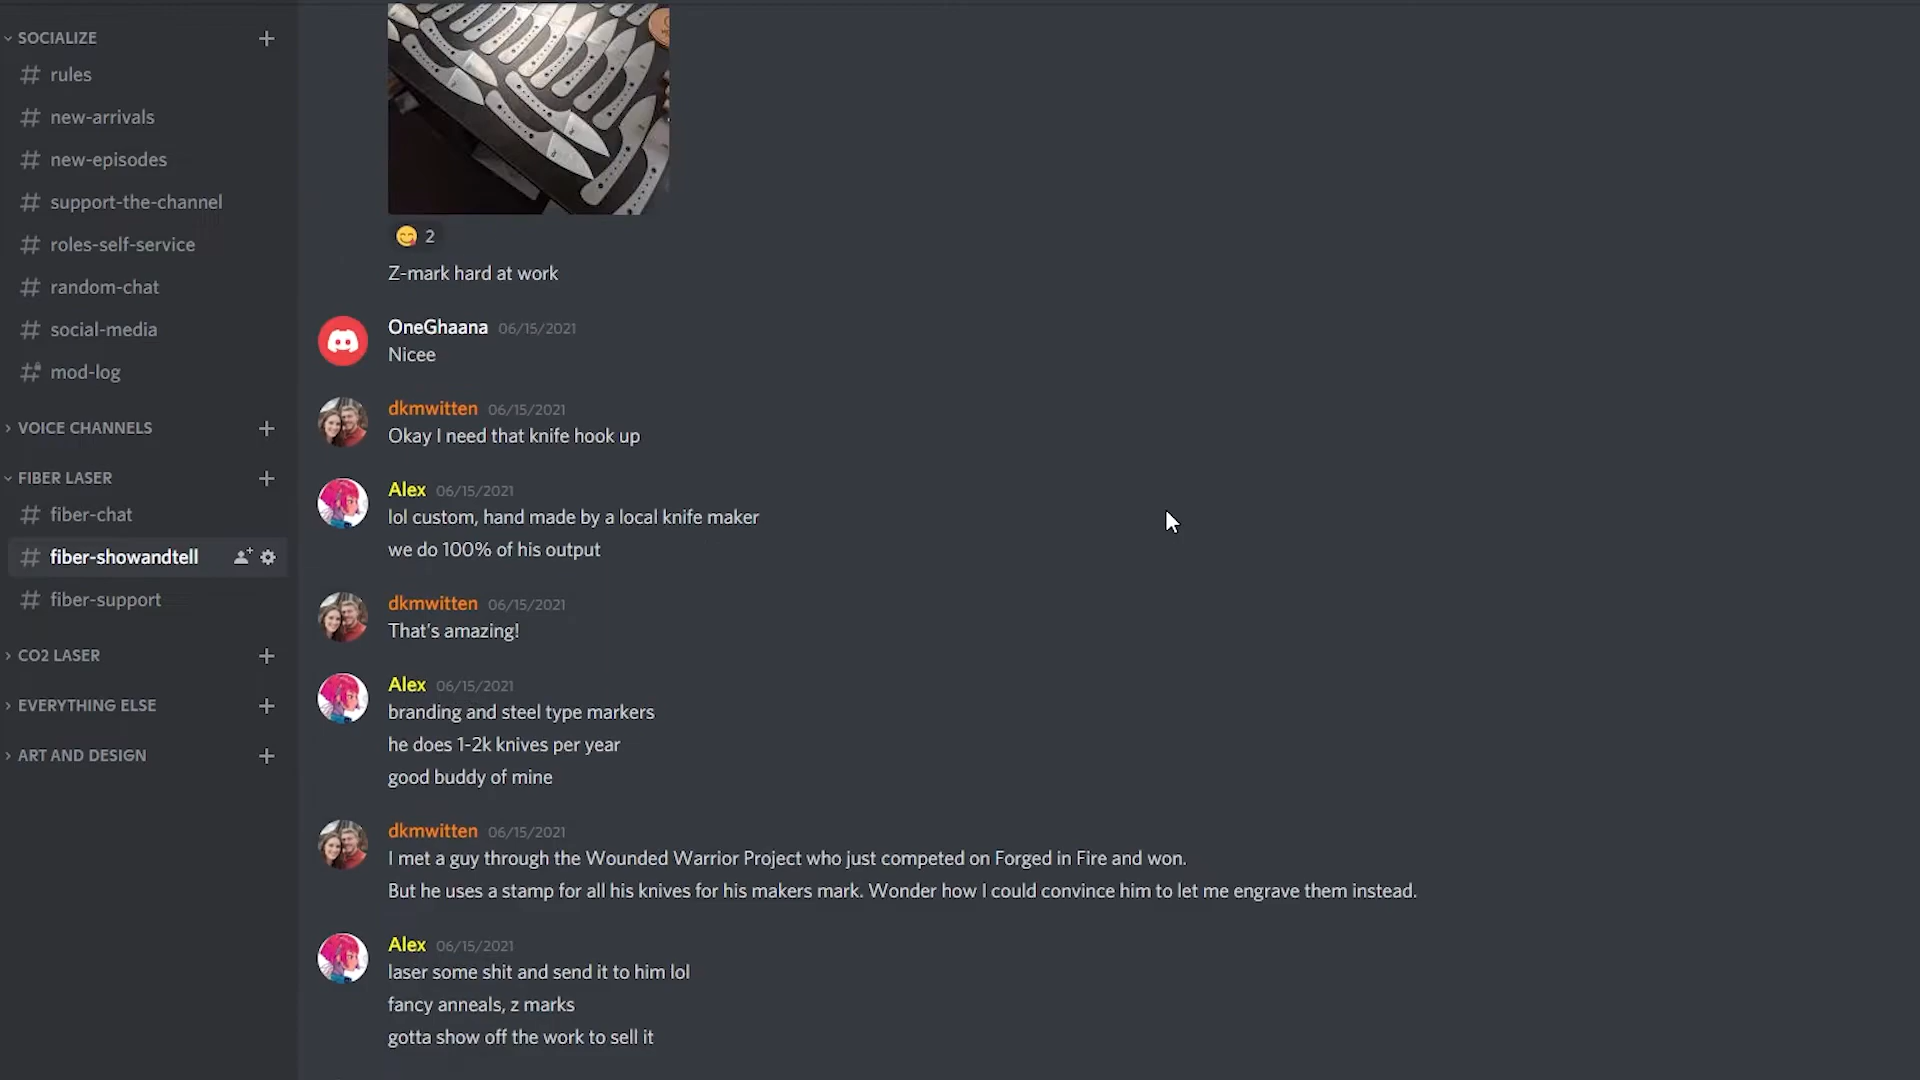 SOCIALIZE
rules
new-arrivals
new-episodes
support-the-channel
roles-self-service
random-chat
social-media
mod-log
VOICE CHANNELS
FIBER LASER
fiber-chat
fiber-showandtell
fiber-support
CO2 LASER
EVERYTHING ELSE
ART AND DESIGN
2
Z-mark hard at work
OneGhaana 06/15/2021
Nicee
dkmwitten 06/15/2021
Okay I need that knife hook up
Alex 06/15/2021
lol custom, hand made by a local knife maker
we do 100% of his output
dkmwitten 06/15/2021
That's amazing!
Alex 06/15/2021
branding and steel type markers
he does 1-2k knives per year
good buddy of mine
dkmwitten 06/15/2021
I met a guy through the Wounded Warrior Project who just competed on Forged in Fire and won.
But he uses a stamp for all his knives for his makers mark. Wonder how I could convince him to let me engrave them instead.
Alex 06/15/2021
laser some shit and send it to him lol
fancy anneals, z marks
gotta show off the work to sell it